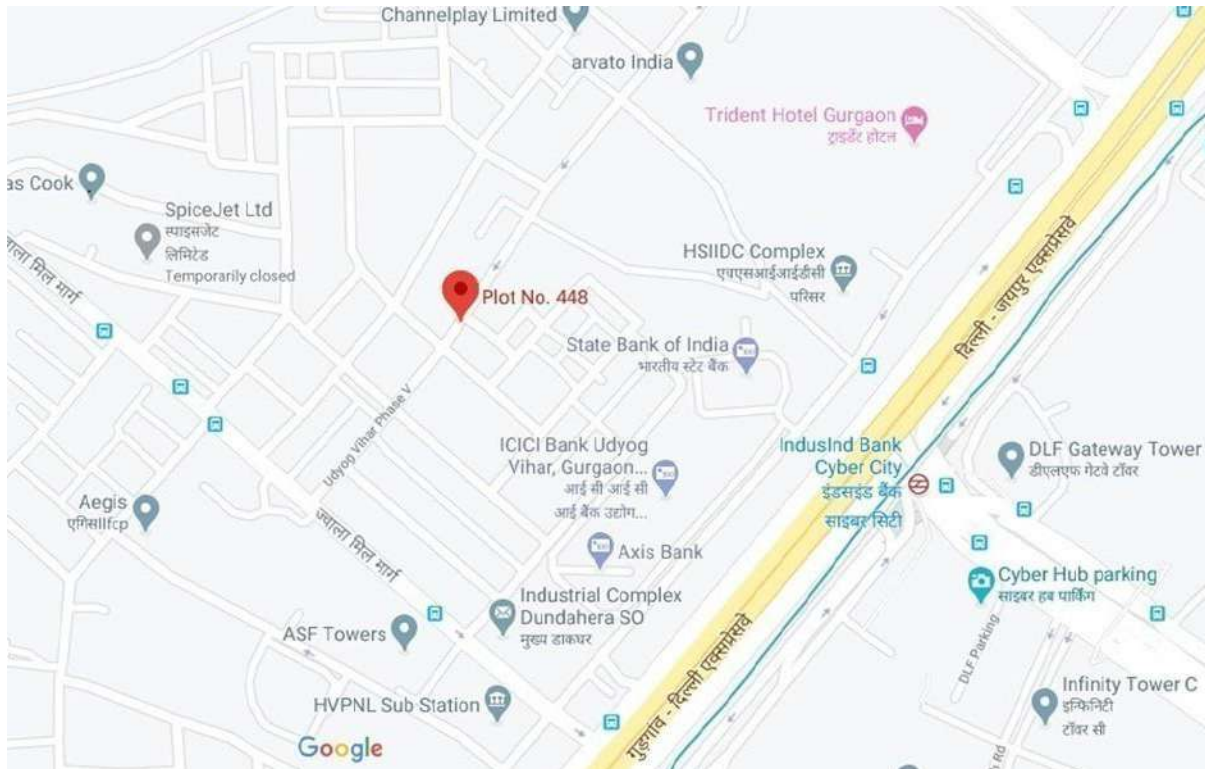 Channelplay Limited
arvato India
Trident Hotel Gurgaon
ट्राइडेंट होटल
as Cook
SpiceJet Ltd
स्पाइसजेट
लिमिटेड
Temporarily closed
HSIIDC Complex
एचएसआईआईडीसी
परिसर
दिल्ली - जयपुर एक्सप्रेसवे
Plot No. 448
State Bank of India
भारतीय स्टेट बैंक
Udyog Vihar Phase V
ICICI Bank Udyog
Vihar, Gurgaon...
आई सी आई सी
आई बैंक उद्योग...
IndusInd Bank
Cyber City
इंडसइंड बैंक
साइबर सिटी
DLF Gateway Tower
डीएलएफ गेटवे टॉवर
Aegis
एगिसllfcp
ज्वाला मिल मार्ग
Axis Bank
Cyber Hub parking
साइबर हब पार्किंग
Industrial Complex
Dundahera SO
मुख्य डाकघर
ASF Towers
DLF Parking
गुड़गांव - दिल्ली एक्सप्रेसवे
HVPNL Sub Station
Infinity Tower C
इन्फिनिटी
टॉवर सी
Rd
Google